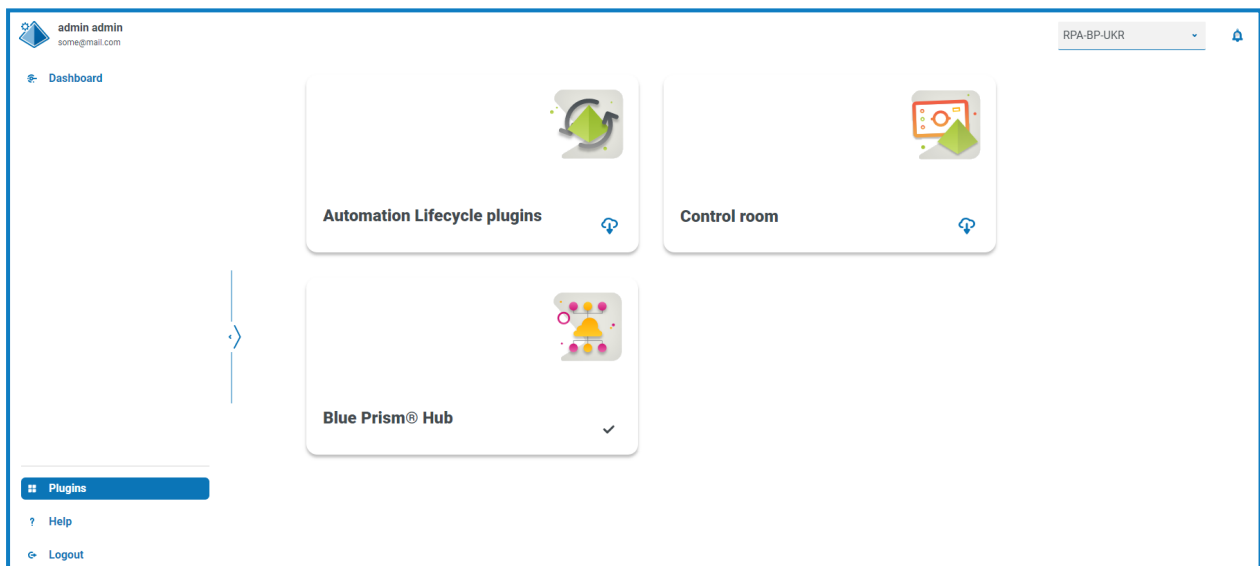 admin admin
some@mail.com
RPA-BP-UKR
Dashboard
Automation Lifecycle plugins
Control room
Blue Prism® Hub
Plugins
? Help
Logout